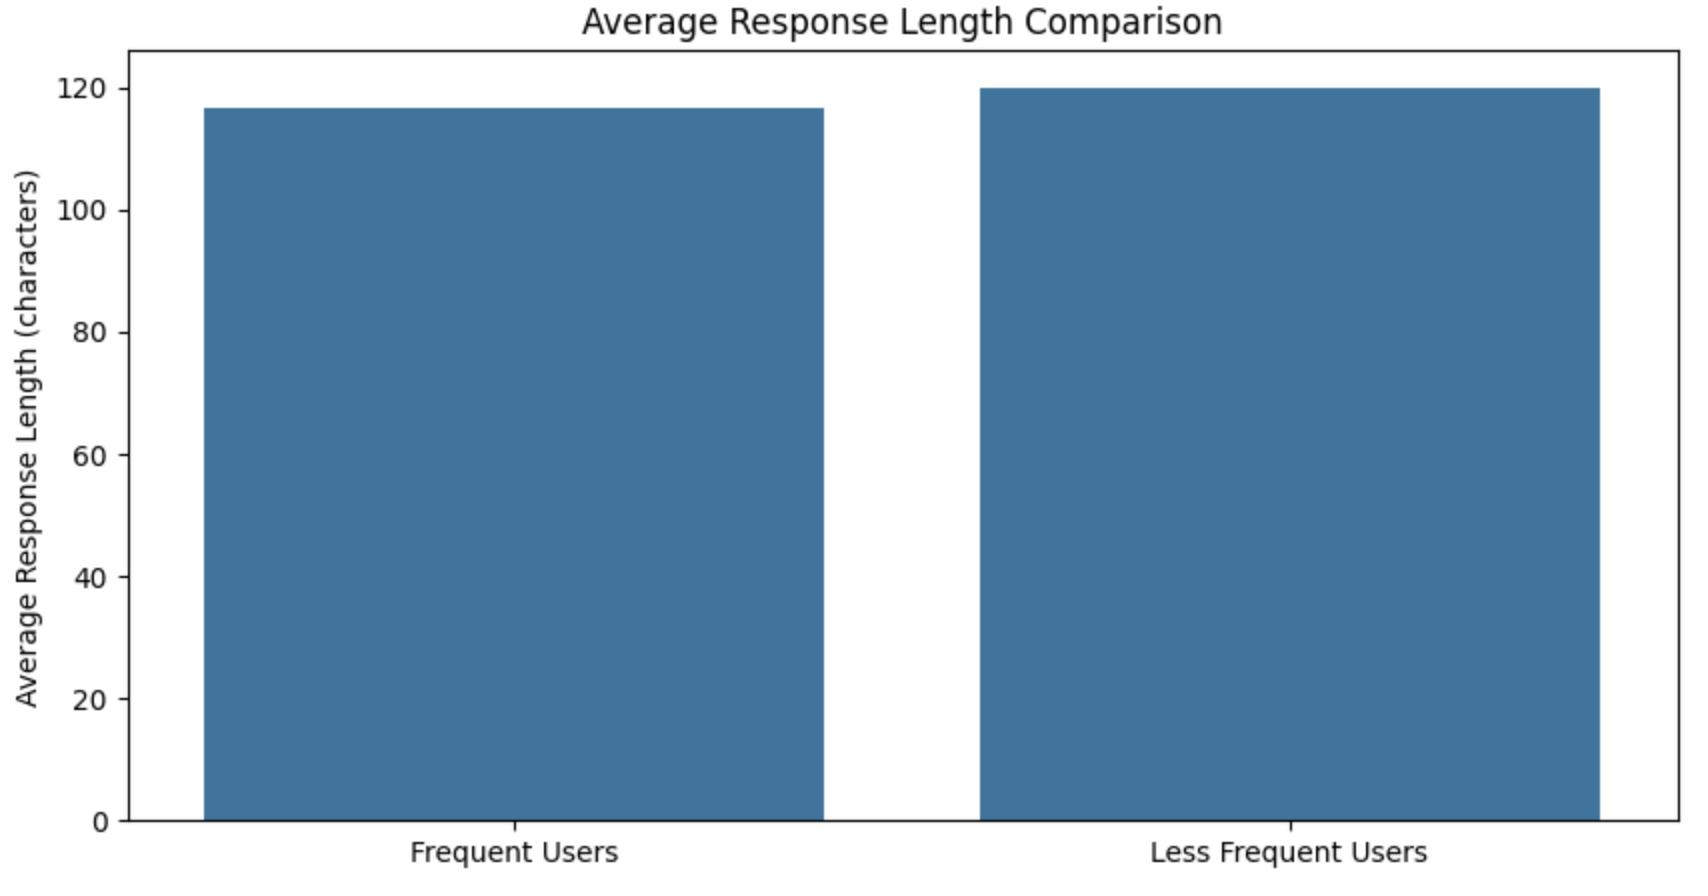 Average Response Length Comparison
Average Response Length (characters)
120
100
80
60
40
20
0
Frequent Users
Less Frequent Users